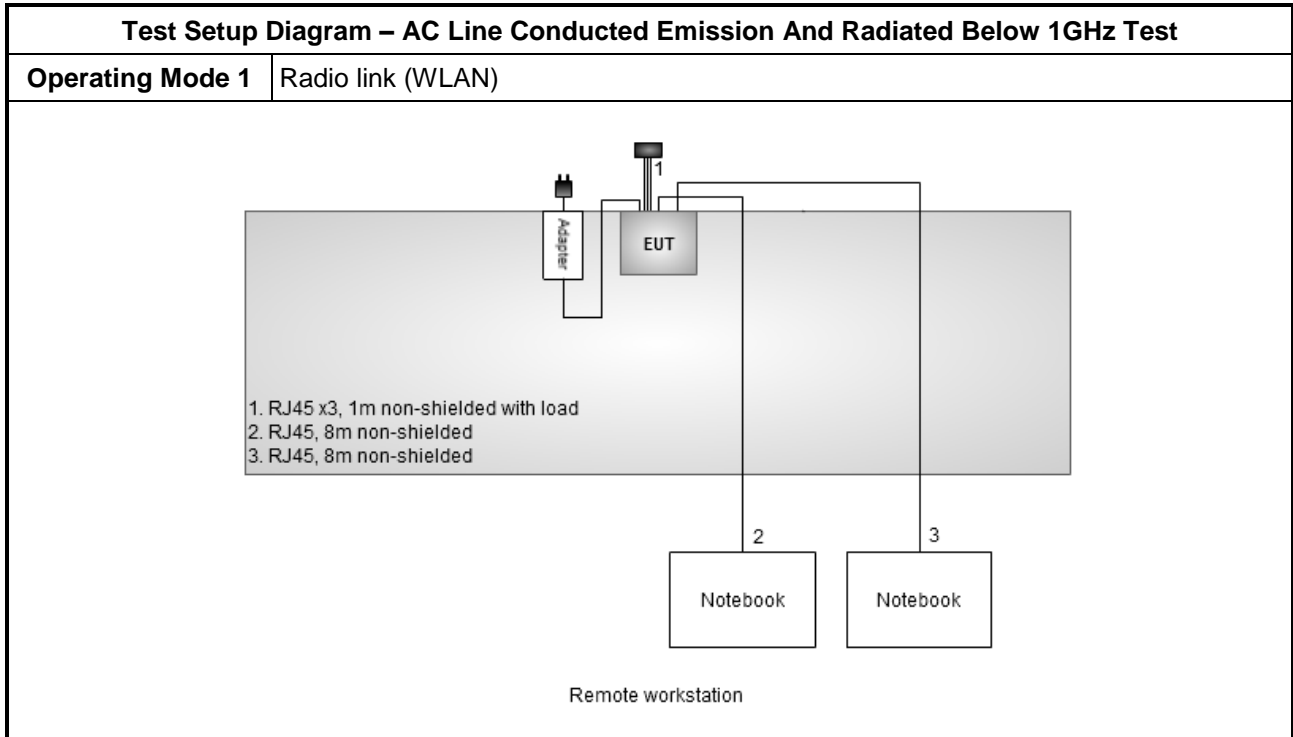 Test Setup Diagram – AC Line Conducted Emission And Radiated Below 1GHz Test
Operating Mode 1 Radio link (WLAN)
1
Adapter
EUT
1. RJ45 x3, 1m non-shielded with load
2. RJ45, 8m non-shielded
3. RJ45, 8m non-shielded
2 3
Notebook Notebook
Remote workstation